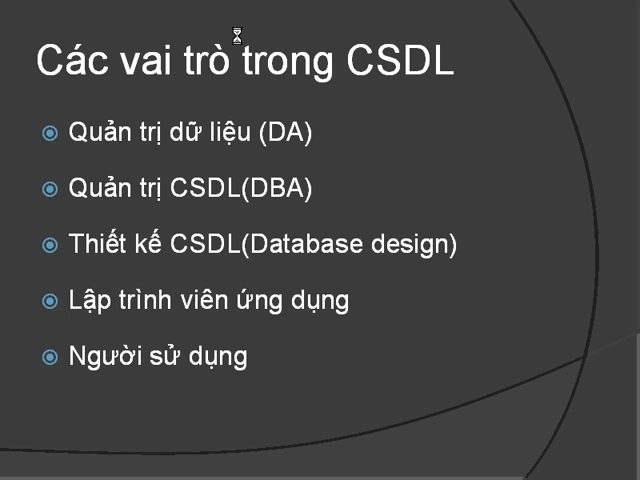 Các vai trò trong CSDL
Quản trị dữ liệu (DA)
Quản trị CSDL(DBA)
Thiết kế CSDL(Database design)
Lập trình viên ứng dụng
Người sử dụng